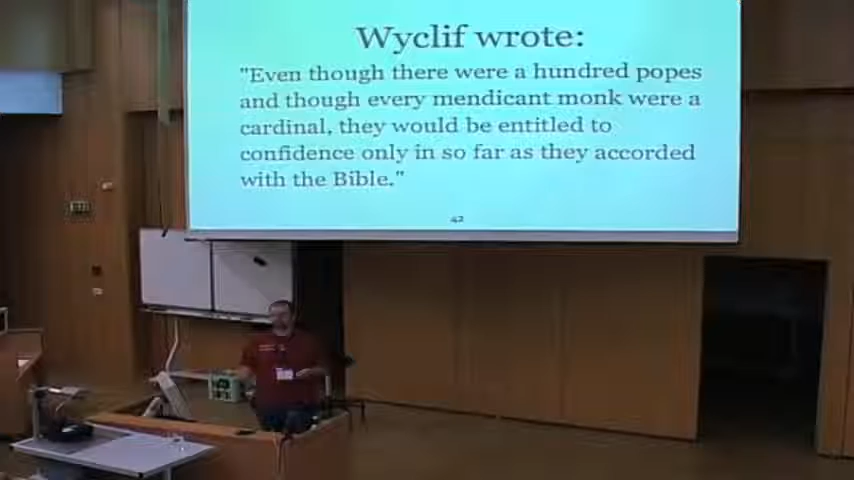 Wyclif wrote:
"Even though there were a hundred popes
and though every mendicant monk were a
cardinal, they would be entitled to
confidence only in so far as they accorded
with the Bible."
42